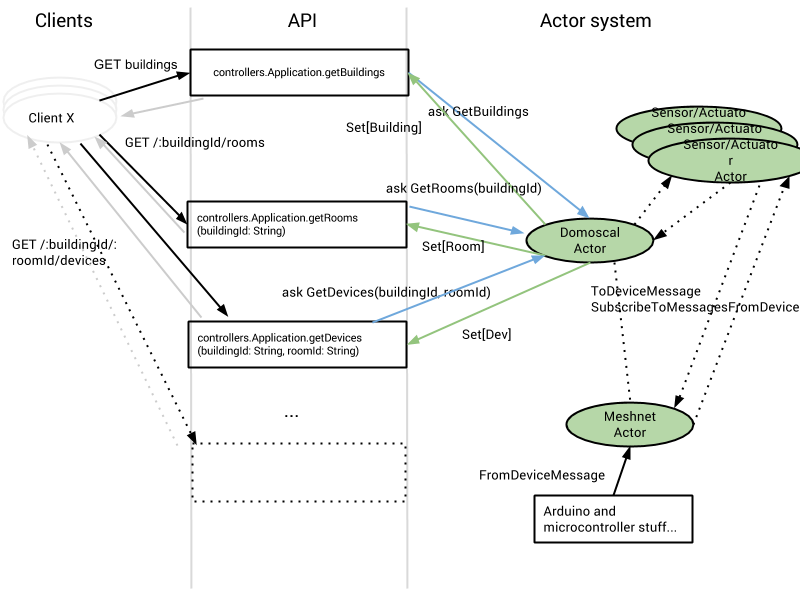 Clients
API
Actor system
GET buildings
controllers.Application.getBuildings
ask GetBuildings
Client X
Set[Building]
Sensor/Actuato
Sensor/Actuato
Sensor/Actuato
r
Actor
GET /:buildingId/rooms
ask GetRooms(buildingId)
controllers.Application.getRooms
(buildingId: String)
Domoscal
Actor
GET /:buildingId/:
roomId/devices
Set[Room]
ask GetDevices(buildingId, roomId)
ToDeviceMessage
SubscribeToMessagesFromDevice
controllers.Application.getDevices
(buildingId: String, roomId: String)
Set[Dev]
...
Meshnet
Actor
FromDeviceMessage
Arduino and
microcontroller stuff...